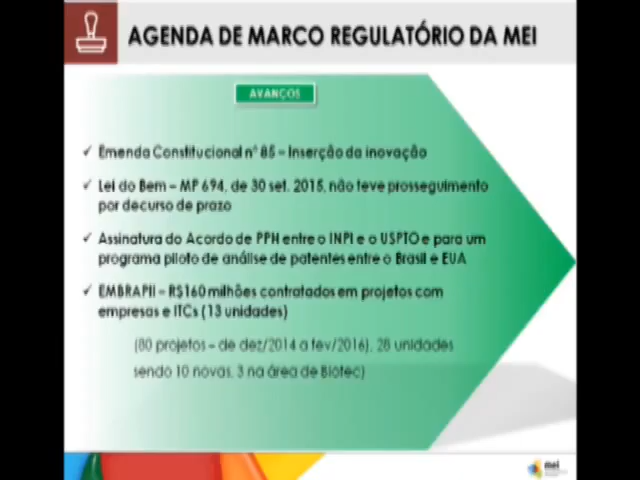 AGENDA DE MARCO REGULATÓRIO DA MEI
AVANÇOS
✓ Emenda Constitucional nº 85 – Inserção da inovação
✓ Lei do Bem – MP 694, de 30 set. 2015, não teve prosseguimento
por decurso de prazo
✓ Assinatura do Acordo de PPH entre o INPI e o USPTO e para um
programa piloto de análise de patentes entre o Brasil e EUA
✓ EMBRAPII – R$160 milhões contratados em projetos com
empresas e ITCs (13 unidades)
(80 projetos – de dez/2014 a fev/2016), 28 unidades
sendo 10 novas, 3 na área de Biotec)
mei